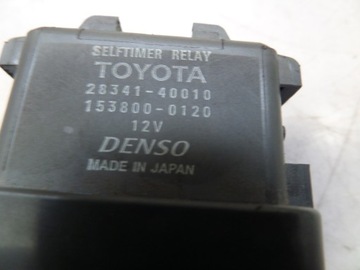 SELFTIMER RELAY
TOYOTA
28341-40010
153800-0120
12V
DENSO
MADE IN JAPAN